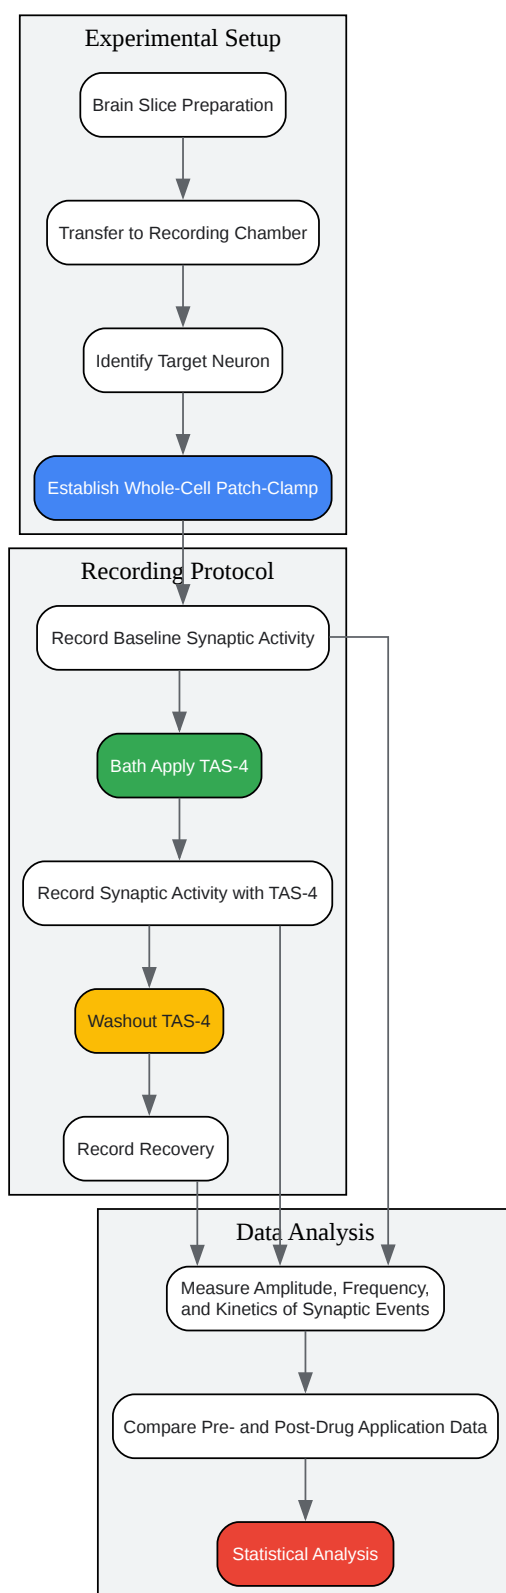 Experimental Setup
Brain Slice Preparation
Transfer to Recording Chamber
Identify Target Neuron
Establish Whole-Cell Patch-Clamp
Recording Protocol
Record Baseline Synaptic Activity
Bath Apply TAS-4
Record Synaptic Activity with TAS-4
Washout TAS-4
Record Recovery
Data Analysis
Measure Amplitude, Frequency,
and Kinetics of Synaptic Events
Compare Pre- and Post-Drug Application Data
Statistical Analysis